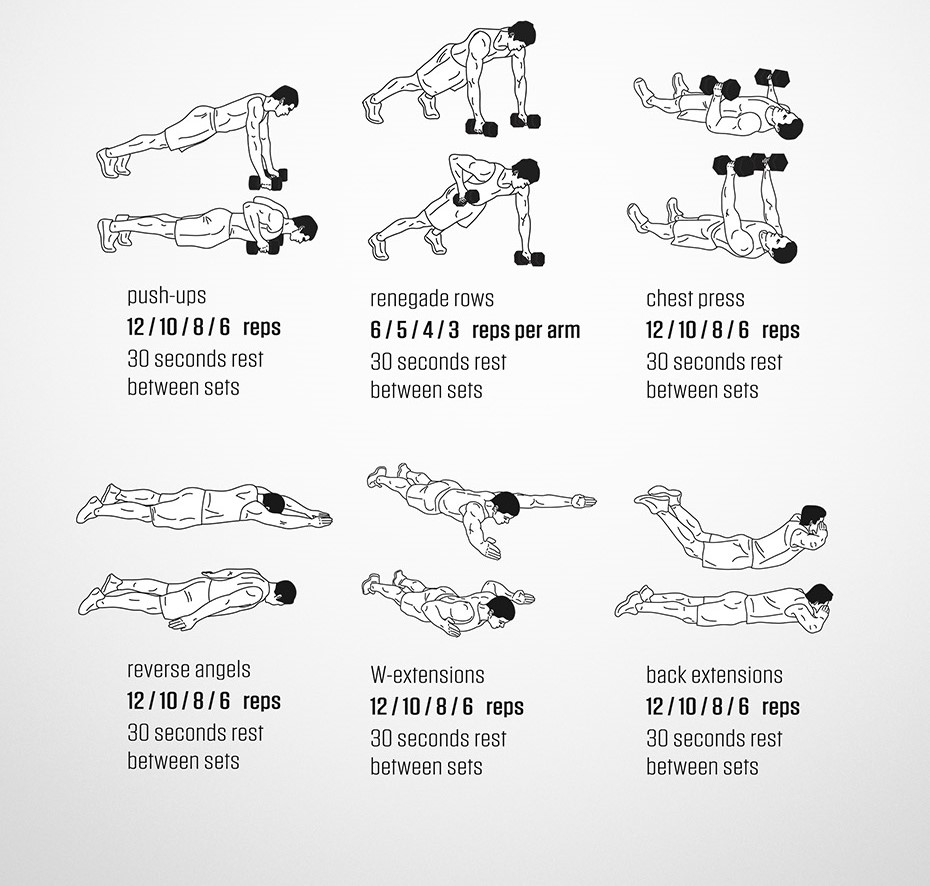 push-ups
12 / 10 / 8 / 6 reps
30 seconds rest
between sets
renegade rows
6 / 5 / 4 / 3 reps per arm
30 seconds rest
between sets
chest press
12 / 10 / 8 / 6 reps
30 seconds rest
between sets
reverse angels
12 / 10 / 8 / 6 reps
30 seconds rest
between sets
W-extensions
12 / 10 / 8 / 6 reps
30 seconds rest
between sets
back extensions
12 / 10 / 8 / 6 reps
30 seconds rest
between sets